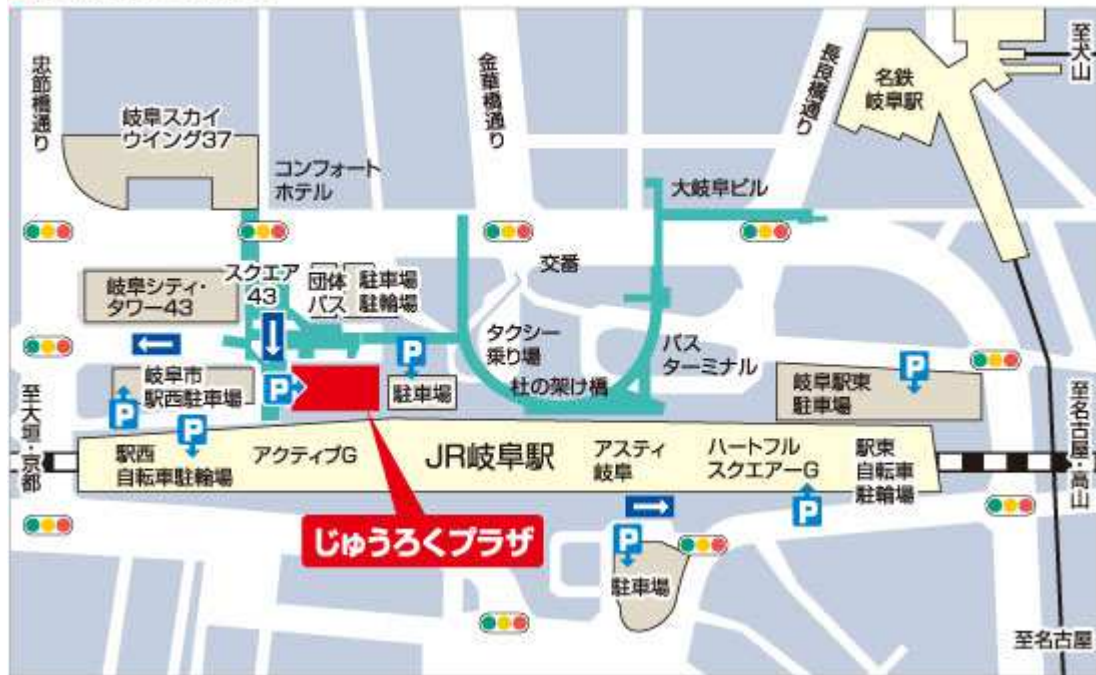 忠節橋通り
金華橋通り
長良橋通り
至犬山
名鉄
岐阜駅
岐阜スカイ
ウイング37
コンフォート
ホテル
大岐阜ビル
交番
岐阜シティ・
タワー43
スクエア
43
団体
バス
駐車場
駐輪場
タクシー
乗り場
バス
ターミナル
杜の架け橋
P
駐車場
P
岐阜駅東
駐車場
P
岐阜市
駅西駐車場
P
P
至大垣・京都
駅西
自転車駐輪場
アクティブG
JR岐阜駅
アスティ
岐阜
ハートフル
スクエアーG
駅東
自転車
駐輪場
至名古屋・高山
じゅうろくプラザ
P
P
駐車場
至名古屋